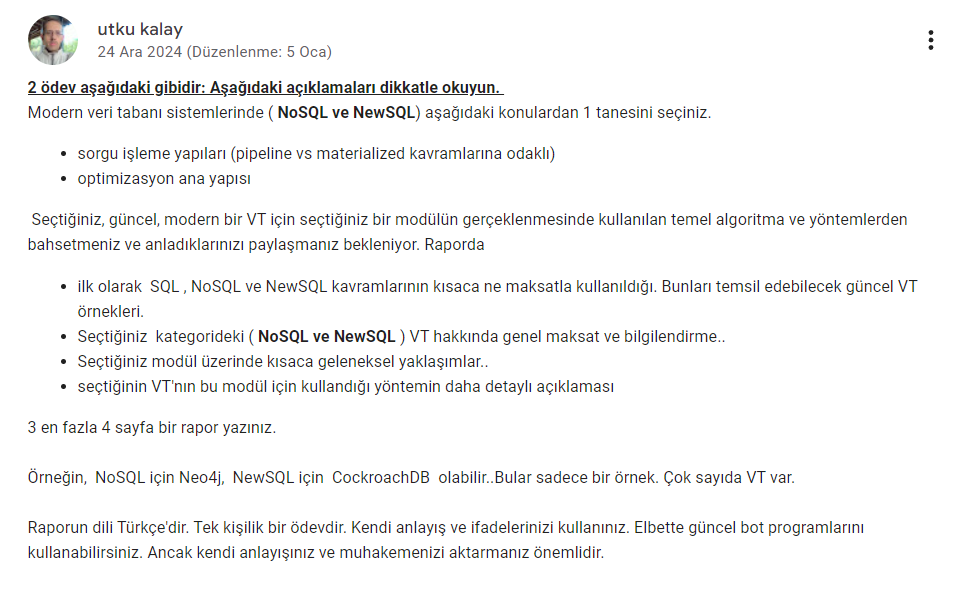 utku kalay
24 Ara 2024 (Düzenlenme: 5 Oca)
2 ödev aşağıdaki gibidir: Aşağıdaki açıklamaları dikkatle okuyun.
Modern veri tabanı sistemlerinde ( NoSQL ve NewSQL) aşağıdaki konulardan 1 tanesini seçiniz.
• sorgu işleme yapıları (pipeline vs materialized kavramlarına odaklı)
• optimizasyon ana yapısı
Seçtiğiniz, güncel, modern bir VT için seçtiğiniz bir modülün gerçeklenmesinde kullanılan temel algoritma ve yöntemlerden
bahsetmeniz ve anladıklarınızı paylaşmanız bekleniyor. Raporda
• ilk olarak  SQL , NoSQL ve NewSQL kavramlarının kısaca ne maksatla kullanıldığı. Bunları temsil edebilecek güncel VT
örnekleri.
• Seçtiğiniz  kategorideki ( NoSQL ve NewSQL ) VT hakkında genel maksat ve bilgilendirme..
• Seçtiğiniz modül üzerinde kısaca geleneksel yaklaşımlar..
• seçtiğinin VT'nın bu modül için kullandığı yöntemin daha detaylı açıklaması
3 en fazla 4 sayfa bir rapor yazınız.
Örneğin,  NoSQL için Neo4j,  NewSQL için  CockroachDB  olabilir..Bular sadece bir örnek. Çok sayıda VT var.
Raporun dili Türkçe'dir. Tek kişilik bir ödevdir. Kendi anlayış ve ifadelerinizi kullanınız. Elbette güncel bot programlarını
kullanabilirsiniz. Ancak kendi anlayışınız ve muhakemenizi aktarmanız önemlidir.